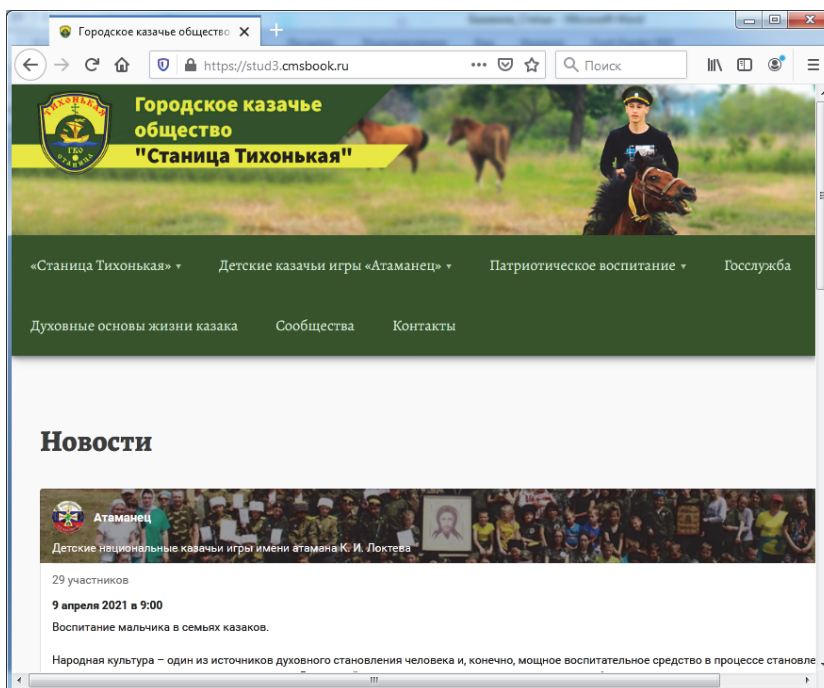 Городское казачье общество
https://stud3.cmsbook.ru
Поиск
ТИХОНЬКАЯ
ГКО
СТАНИЦА
Городское казачье
общество
"Станица Тихонькая"
«Станица Тихонькая»
Детские казачьи игры «Атаманец»
Патриотическое воспитание
Госслужба
Духовные основы жизни казака
Сообщества
Контакты
Новости
Атаманец
Детские национальные казачьи игры имени атамана К. И. Локтева
29 участников
9 апреля 2021 в 9:00
Воспитание мальчика в семьях казаков.
Народная культура – один из источников духовного становления человека и, конечно, мощное воспитательное средство в процессе становле